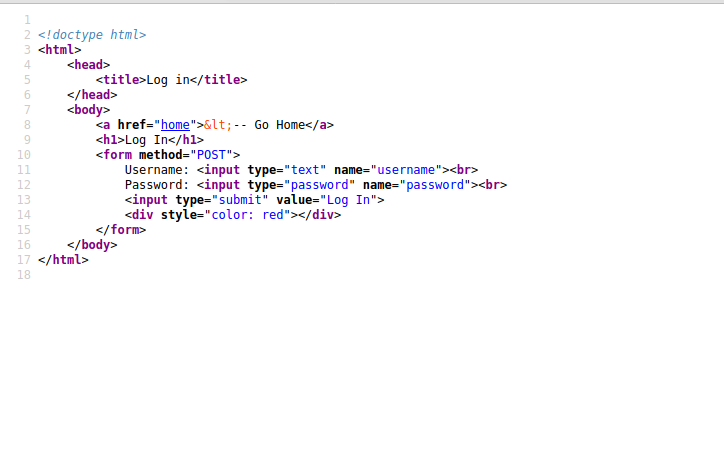 1
2 <!doctype html>
3 <html>
4     <head>
5         <title>Log in</title>
6     </head>
7     <body>
8         <a href="home">&lt;-- Go Home</a>
9         <h1>Log In</h1>
10         <form method="POST">
11             Username: <input type="text" name="username"><br>
12             Password: <input type="password" name="password"><br>
13             <input type="submit" value="Log In">
14             <div style="color: red"></div>
15         </form>
16     </body>
17 </html>
18